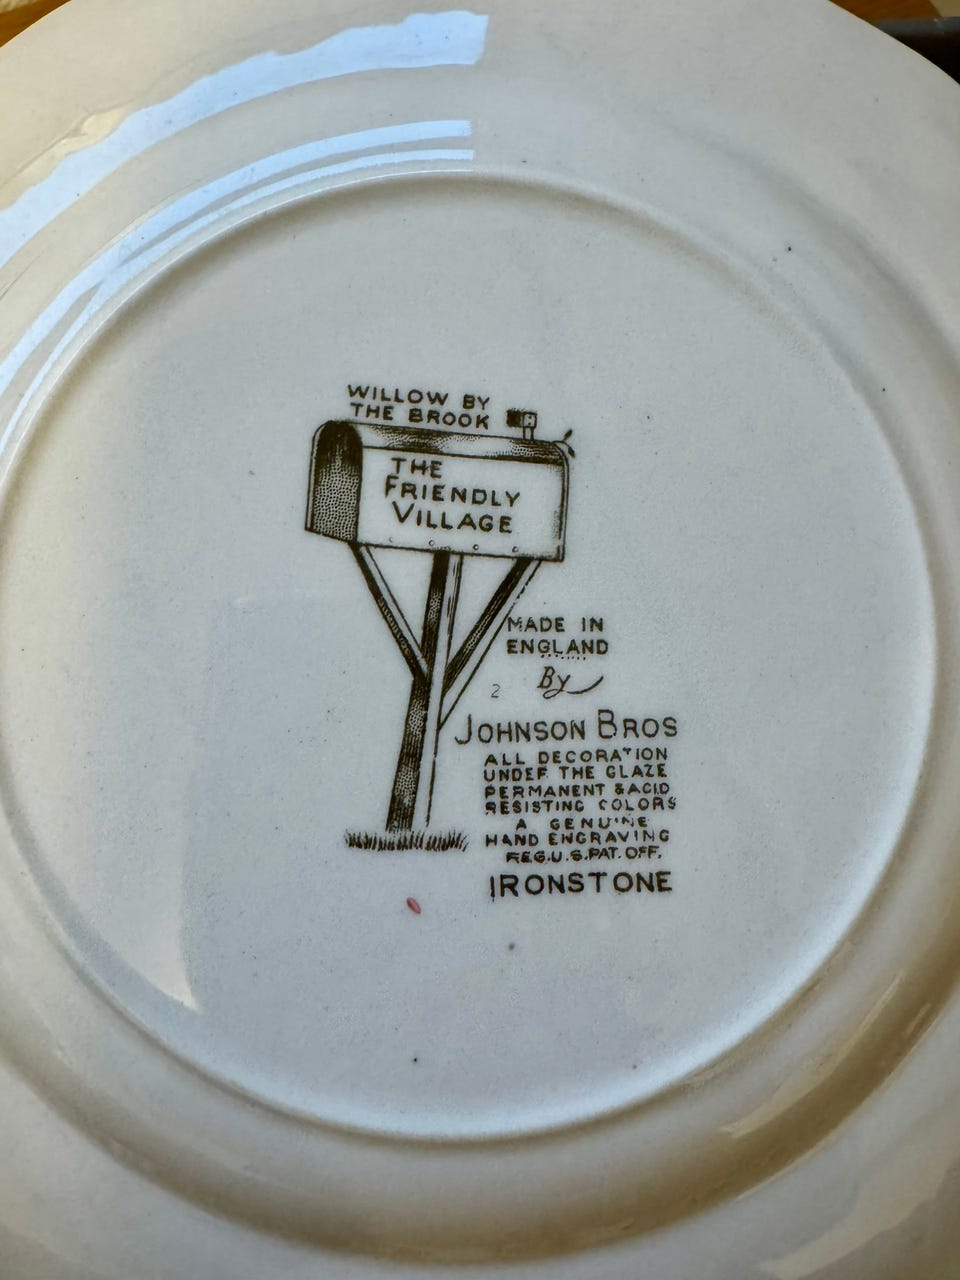 WILLOW BY
THE BROOK
THE
FRIENDLY
VILLAGE
MADE IN
ENGLAND
By
2
JOHNSON BROS
ALL DECORATION
UNDER THE GLAZE
PERMANENT & ACID
RESISTING COLORS
A GENUINE
HAND ENGRAVING
REG.U.S.PAT.OFF.
IRONSTONE